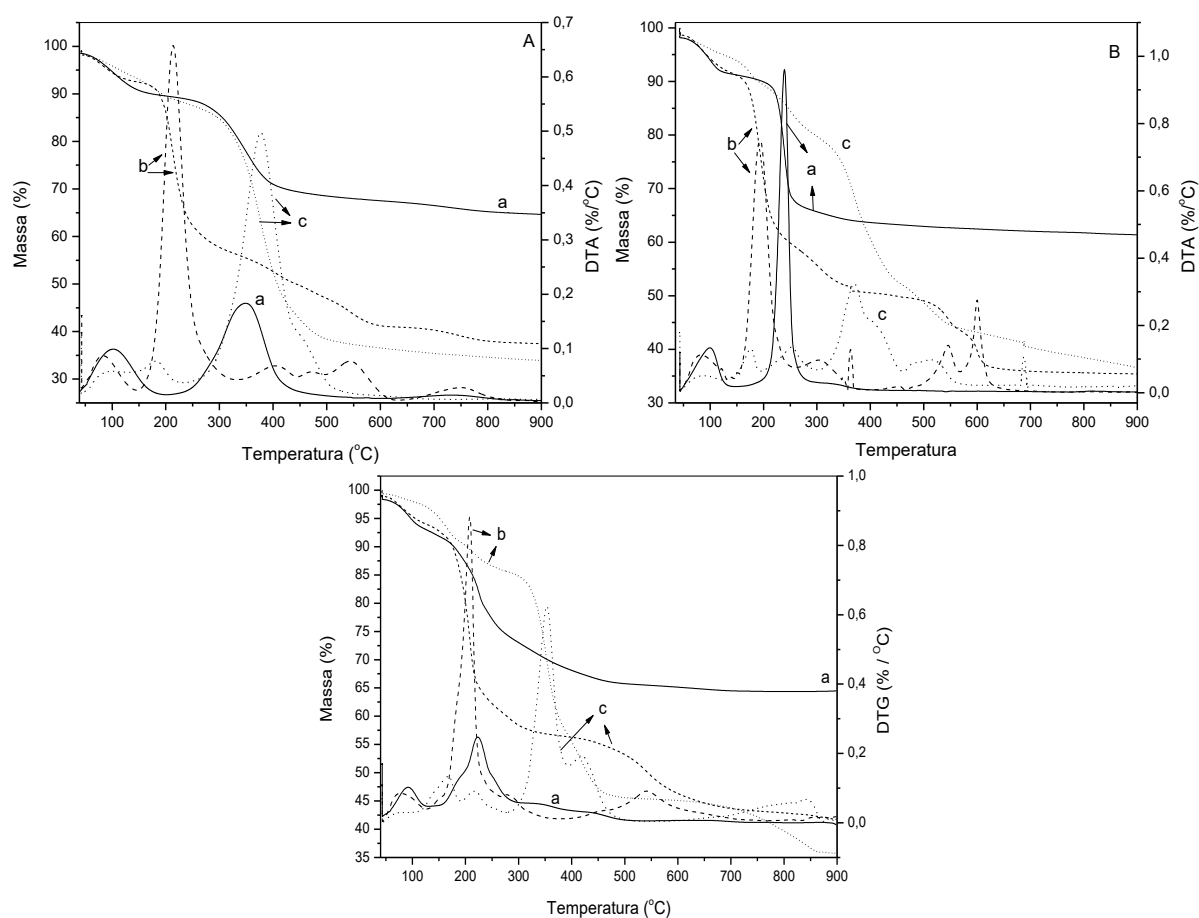 A
Massa (%)
100
90
80
70
60
50
40
30
0,7
0,6
0,5
0,4
0,3
0,2
0,1
0,0
DTA (%/°C)
b
c
a
a
100 200 300 400 500 600 700 800 900
Temperatura (°C)
B
Massa (%)
100
90
80
70
60
50
40
30
1,0
0,8
0,6
0,4
0,2
0,0
DTA (%/°C)
b
a
c
c
100 200 300 400 500 600 700 800 900
Temperatura
Massa (%)
100
95
90
85
80
75
70
65
60
55
50
45
40
35
1,0
0,8
0,6
0,4
0,2
0,0
DTG (% / °C)
b
a
c
a
100 200 300 400 500 600 700 800 900
Temperatura (°C)